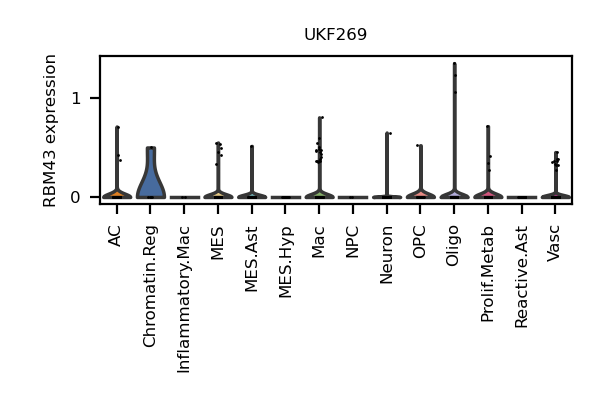 UKF269
RBM43 expression
1
0
AC
Chromatin.Reg
Inflammatory.Mac
MES
MES.Ast
MES.Hyp
Mac
NPC
Neuron
OPC
Oligo
Prolif.Metab
Reactive.Ast
Vasc